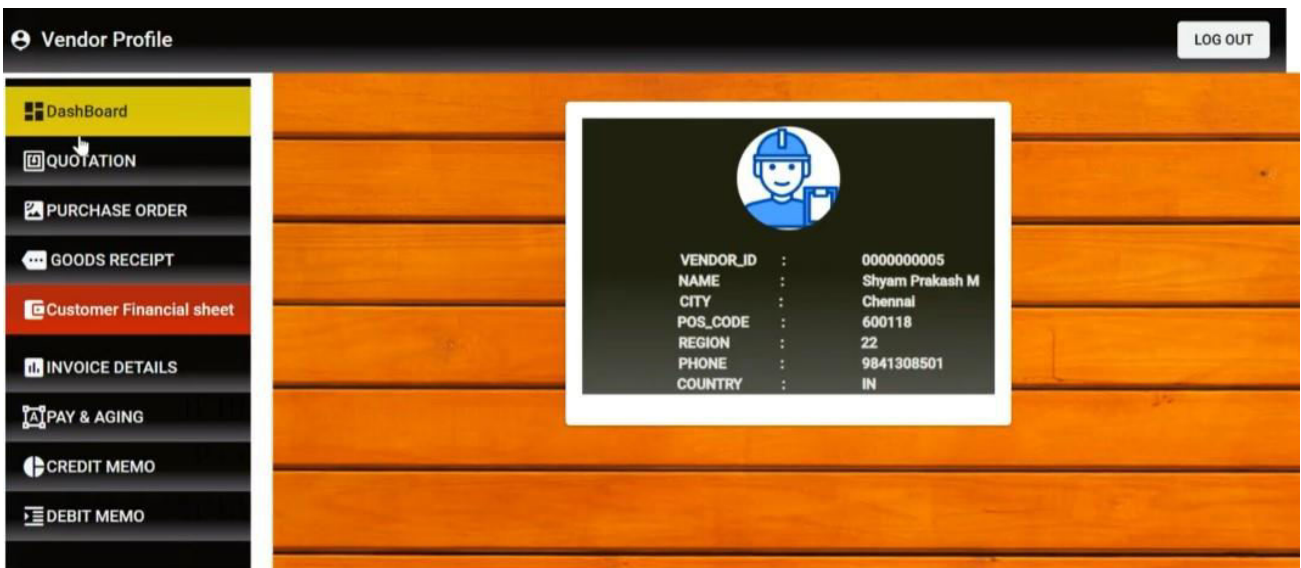 Vendor Profile
LOG OUT
DashBoard
QUOTATION
PURCHASE ORDER
GOODS RECEIPT
Customer Financial sheet
INVOICE DETAILS
PAY & AGING
CREDIT MEMO
DEBIT MEMO
VENDOR_ID : 0000000005
NAME : Shyam Prakash M
CITY : Chennai
POS_CODE : 600118
REGION : 22
PHONE : 9841308501
COUNTRY : IN